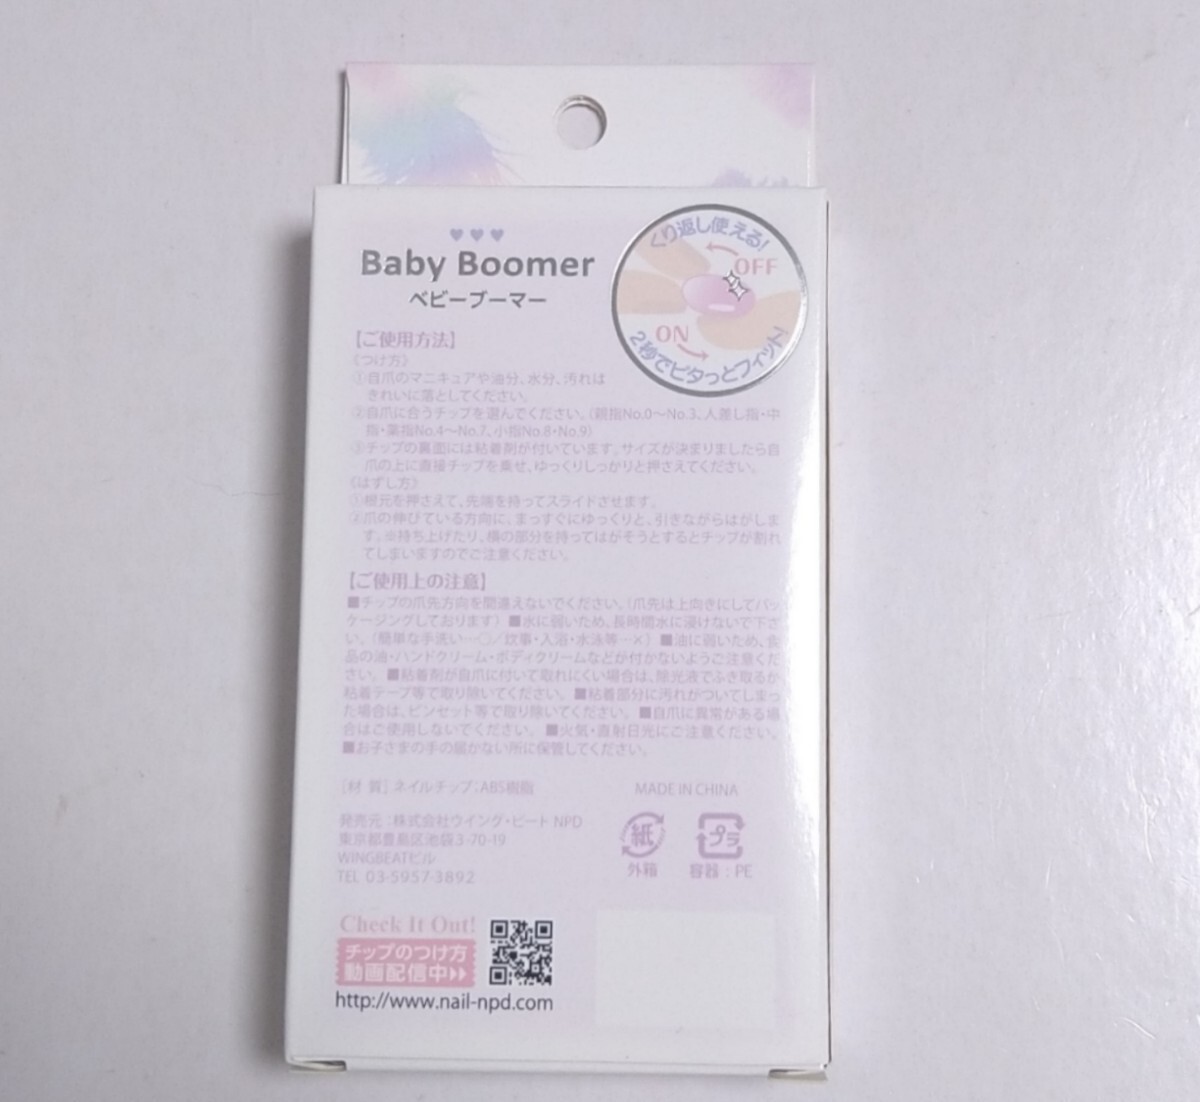 くり返し使える!
OFF
ON
2秒でピタっとフィット!
Baby Boomer
ベビーブーマー
【ご使用方法】
《つけ方》
①自爪のマニキュアや油分、水分、汚れは
きれいに落としてください。
②自爪に合うチップを選んでください。(親指No.0〜No.3、人差し指・中
指・薬指No.4〜No.7、小指No.8・No.9)
③チップの裏面には粘着剤が付いています。サイズが決まりましたら自
爪の上に直接チップを乗せ、ゆっくりしっかりと押さえてください。
《はずし方》
①根元を押さえて、先端を持ってスライドさせます。
②爪の伸びている方向に、まっすぐにゆっくりと、引きながらはがしま
す。※持ち上げたり、横の部分を持ってはがそうとするとチップが割れ
てしまいますのでご注意ください。
【ご使用上の注意】
■チップの爪先方向を間違えないでください。(爪先は上向きにしてパッ
ケージングしております) ■水に弱いため、長時間水に浸けないで下さ
い。(簡単な手洗い…○/炊事・入浴・水泳等…×) ■油に弱いため、食
品の油・ハンドクリーム・ボディクリームなどが付かないようご注意くだ
さい。 ■粘着剤が自爪に付いて取れにくい場合は、除光液でふき取るか
粘着テープ等で取り除いてください。 ■粘着部分に汚れがついてしまっ
た場合は、ピンセット等で取り除いてください。 ■自爪に異常がある場
合はご使用しないでください。 ■火気・直射日光にご注意ください。
■お子さまの手の届かない所に保管してください。
[材 質] ネイルチップ:ABS樹脂
MADE IN CHINA
発売元:株式会社ウイング・ビート NPD
東京都豊島区池袋3-70-19
WINGBEATビル
TEL 03-5957-3892
紙
外箱
プラ
容器:PE
Check It Out!
チップのつけ方
動画配信中▶▶
http://www.nail-npd.com